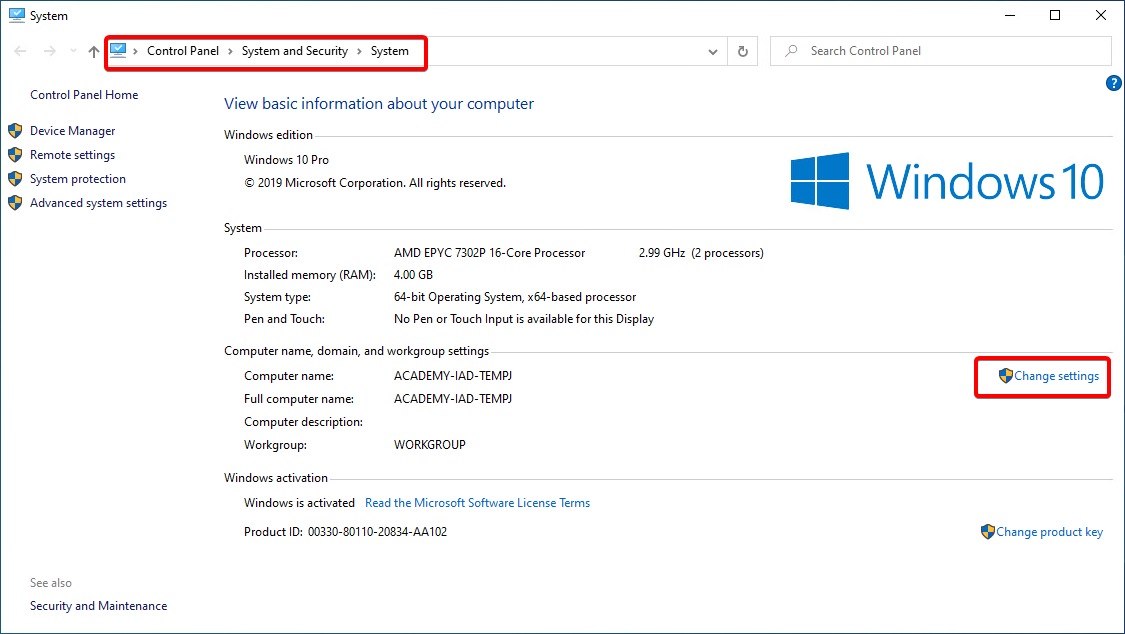 System
Control Panel > System and Security > System
Search Control Panel
?
Control Panel Home
Device Manager
Remote settings
System protection
Advanced system settings
View basic information about your computer
Windows edition
Windows 10 Pro
© 2019 Microsoft Corporation. All rights reserved.
Windows 10
System
Processor: AMD EPYC 7302P 16-Core Processor 2.99 GHz (2 processors)
Installed memory (RAM): 4.00 GB
System type: 64-bit Operating System, x64-based processor
Pen and Touch: No Pen or Touch Input is available for this Display
Computer name, domain, and workgroup settings
Computer name: ACADEMY-IAD-TEMPJ
Change settings
Full computer name: ACADEMY-IAD-TEMPJ
Computer description:
Workgroup: WORKGROUP
Windows activation
Windows is activated Read the Microsoft Software License Terms
Product ID: 00330-80110-20834-AA102
Change product key
See also
Security and Maintenance